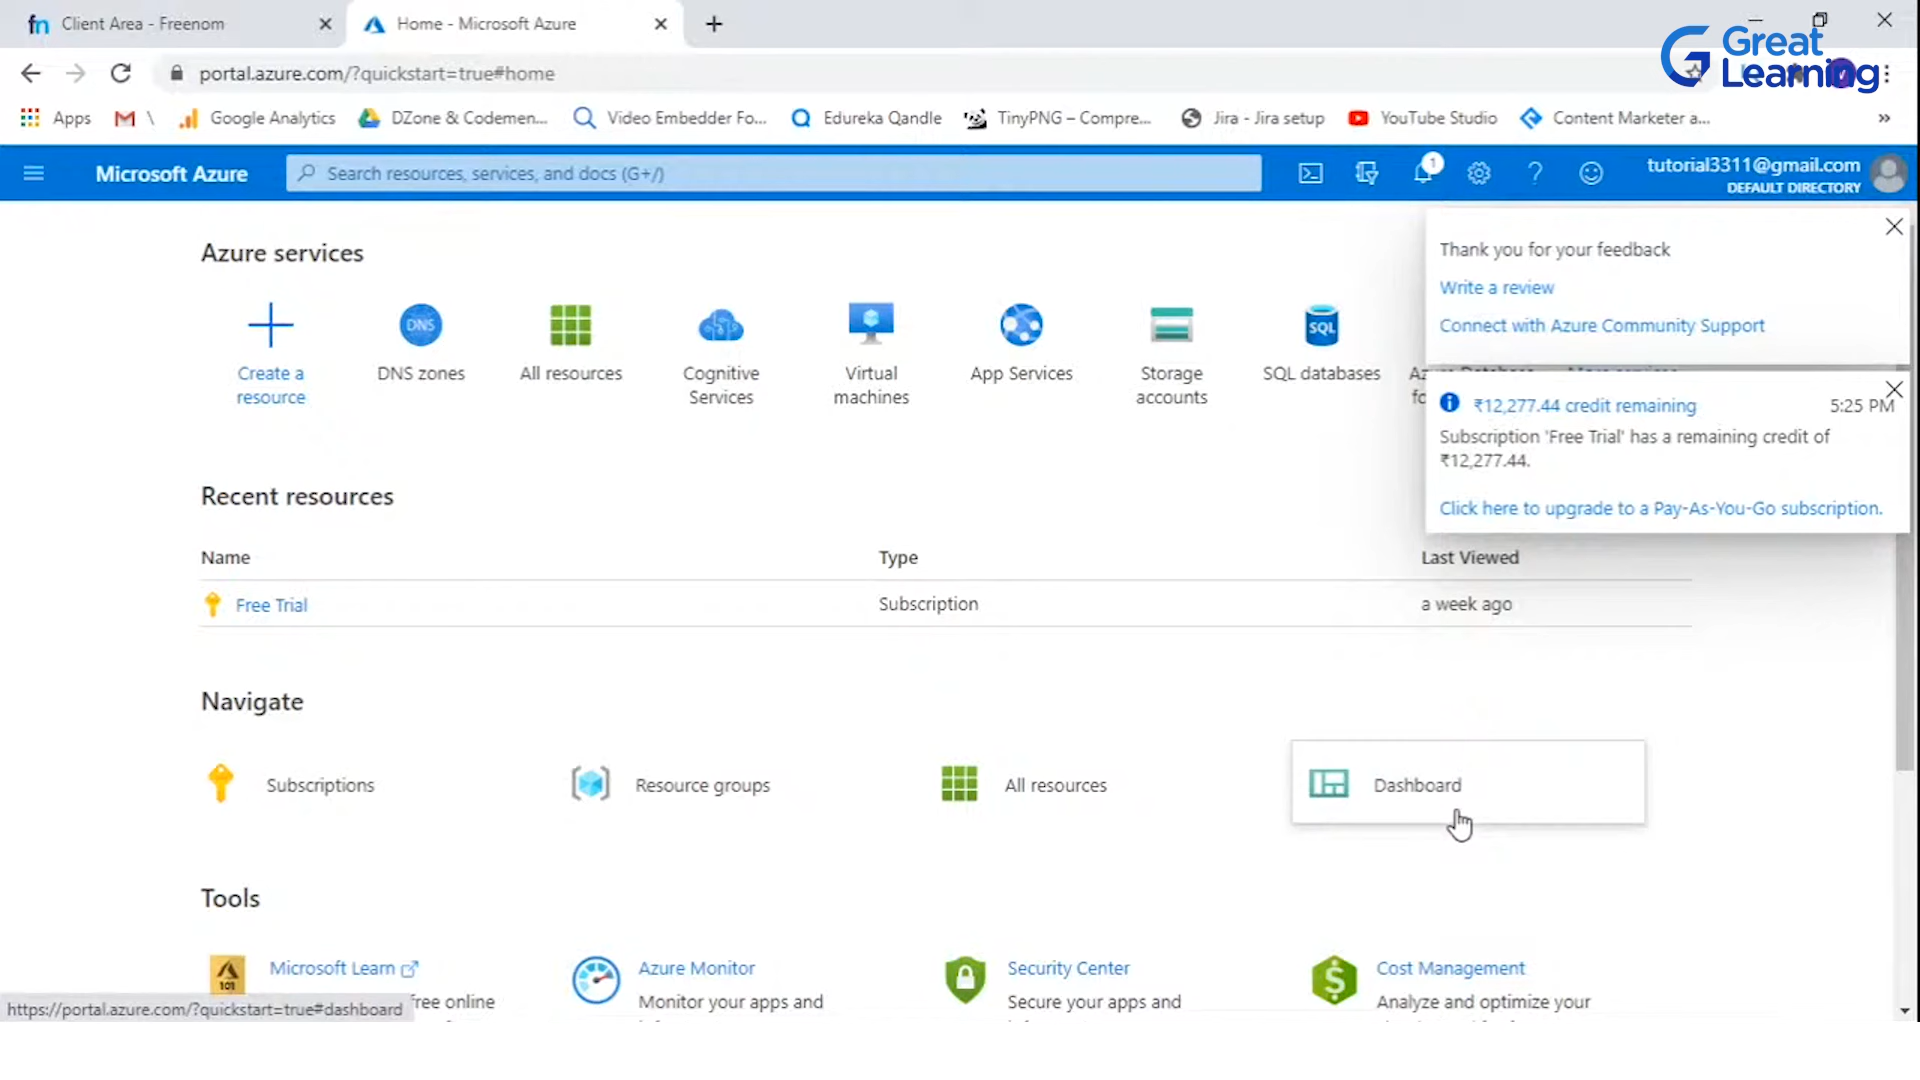 Client Area - Freenom
Home - Microsoft Azure
Great
Learning
portal.azure.com/?quickstart=true#home
Apps
Google Analytics
DZone & Codemen...
Video Embedder Fo...
Edureka Qandle
TinyPNG – Compre...
Jira - Jira setup
YouTube Studio
Content Marketer a...
Microsoft Azure
Search resources, services, and docs (G+/)
1
tutorial3311@gmail.com
DEFAULT DIRECTORY
Azure services
Thank you for your feedback
Write a review
Connect with Azure Community Support
DNS
SQL
Create a
resource
DNS zones
All resources
Cognitive
Services
Virtual
machines
App Services
Storage
accounts
SQL databases
₹12,277.44 credit remaining
5:25 PM
Subscription 'Free Trial' has a remaining credit of
₹12,277.44.
Click here to upgrade to a Pay-As-You-Go subscription.
Recent resources
Name
Type
Last Viewed
Free Trial
Subscription
a week ago
Navigate
Subscriptions
Resource groups
All resources
Dashboard
Tools
101
Microsoft Learn
free online
Azure Monitor
Monitor your apps and
Security Center
Secure your apps and
Cost Management
Analyze and optimize your
https://portal.azure.com/?quickstart=true#dashboard